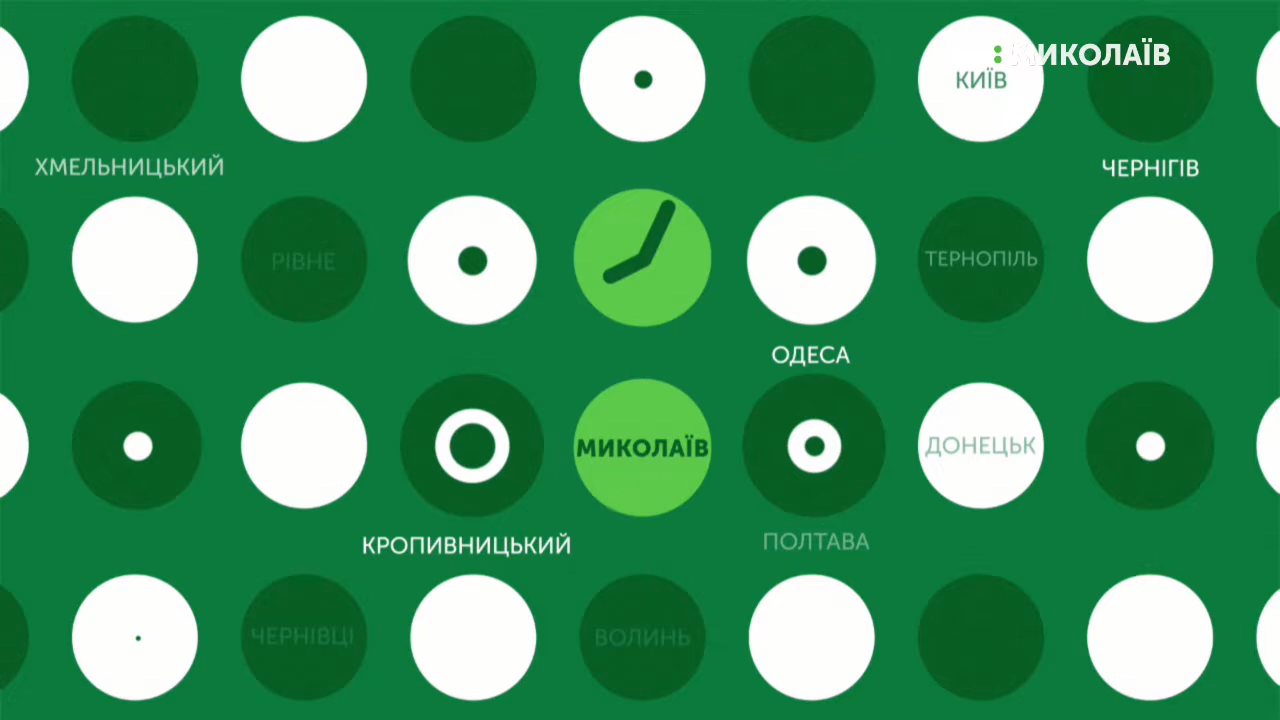 МИКОЛАЇВ
КИЇВ
ХМЕЛЬНИЦЬКИЙ
ЧЕРНІГІВ
РІВНЕ
ТЕРНОПІЛЬ
ОДЕСА
МИКОЛАЇВ
ДОНЕЦЬК
КРОПИВНИЦЬКИЙ
ПОЛТАВА
ЧЕРНІВЦІ
ВОЛИНЬ